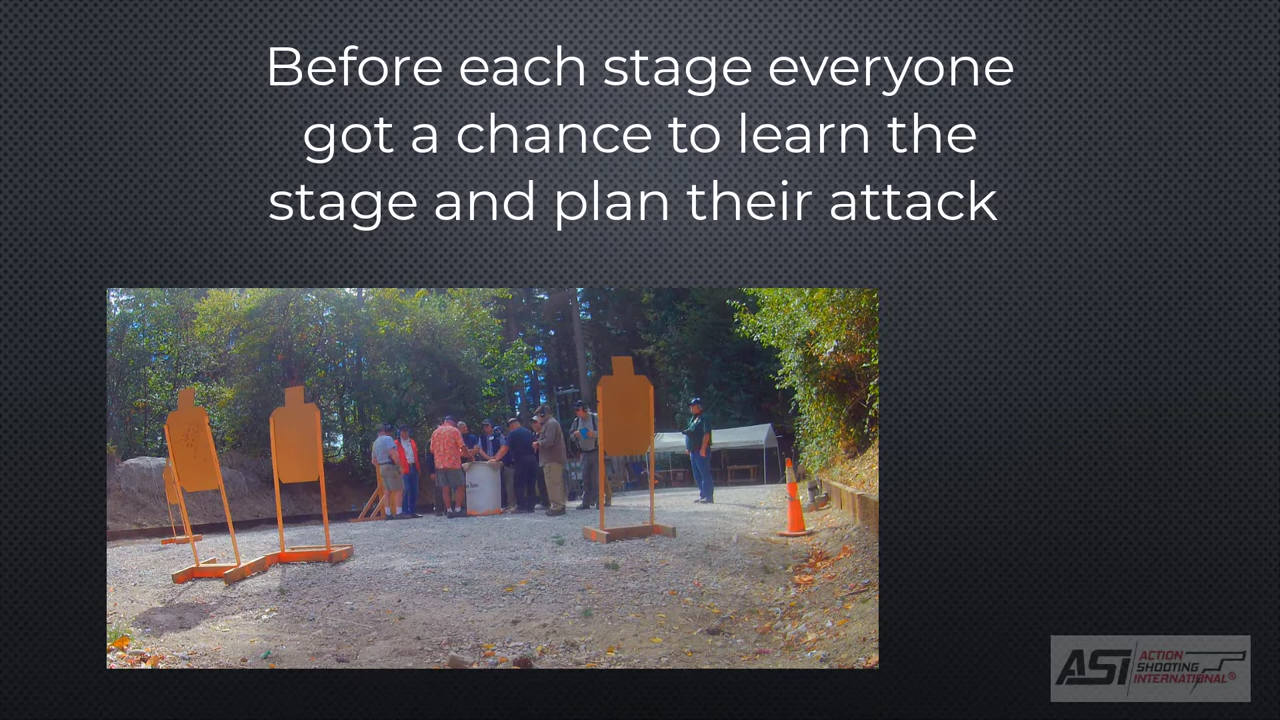 Before each stage everyone
got a chance to learn the
stage and plan their attack
ASI
ACTION
SHOOTING
INTERNATIONAL®